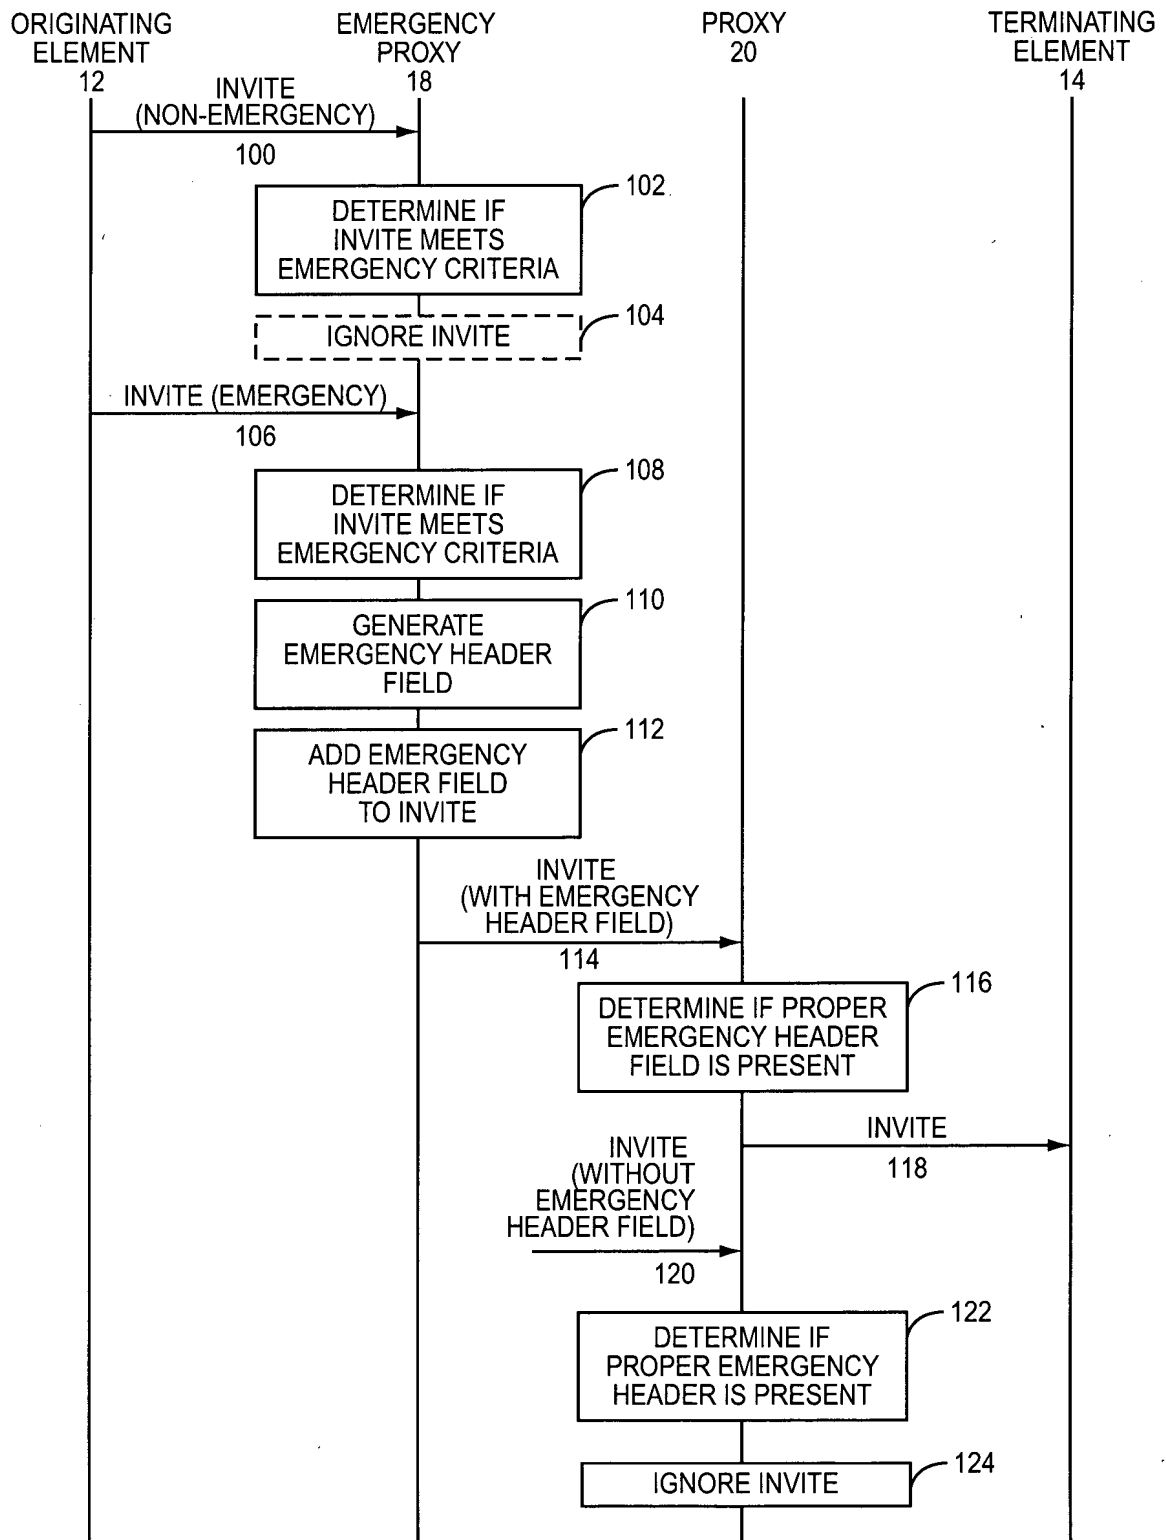 ORIGINATING
ELEMENT
12
EMERGENCY
PROXY
18
PROXY
20
TERMINATING
ELEMENT
14
INVITE
(NON-EMERGENCY)
100
DETERMINE IF
INVITE MEETS
EMERGENCY CRITERIA
102
IGNORE INVITE
104
INVITE (EMERGENCY)
106
DETERMINE IF
INVITE MEETS
EMERGENCY CRITERIA
108
GENERATE
EMERGENCY HEADER
FIELD
110
ADD EMERGENCY
HEADER FIELD
TO INVITE
112
INVITE
(WITH EMERGENCY
HEADER FIELD)
114
DETERMINE IF PROPER
EMERGENCY HEADER
FIELD IS PRESENT
116
INVITE
118
INVITE
(WITHOUT
EMERGENCY
HEADER FIELD)
120
DETERMINE IF
PROPER EMERGENCY
HEADER IS PRESENT
122
IGNORE INVITE
124